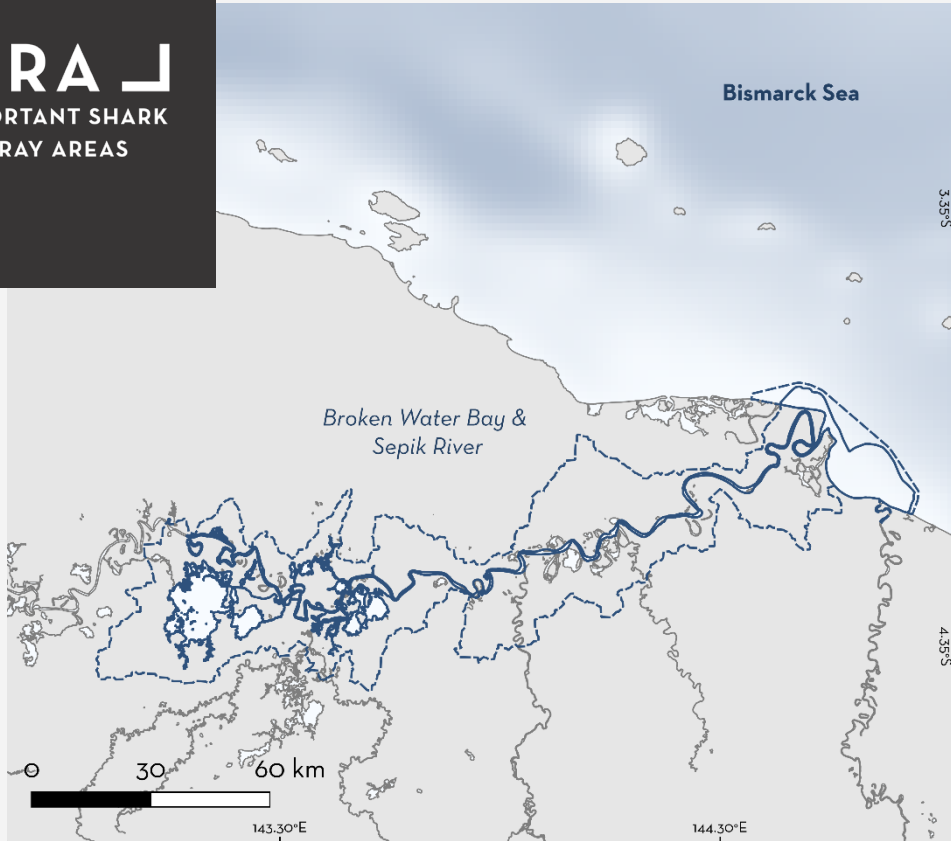 RA
ORTANT SHARK
RAY AREAS
Bismarck Sea
3.35°S
Broken Water Bay &
Sepik River
4.35°S
0 30 60 km
143.30°E 144.30°E